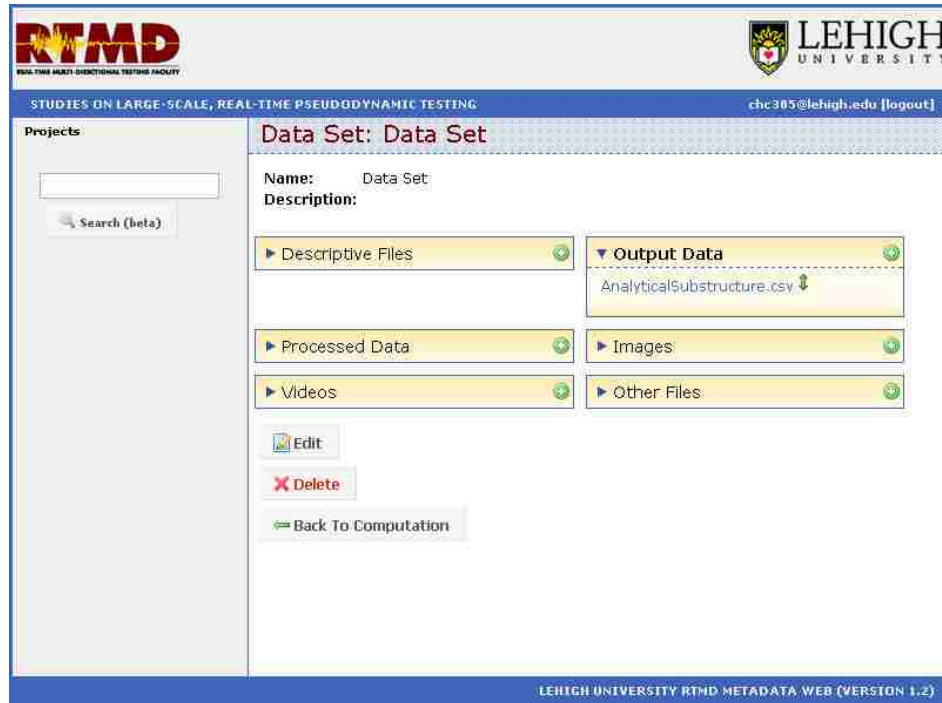 RTMD
REAL-TIME MULTI-DIRECTIONAL TESTING FACILITY
LEHIGH
UNIVERSITY
STUDIES ON LARGE-SCALE, REAL-TIME PSEUDODYNAMIC TESTING
chc305@lehigh.edu [logout]
Projects
Search (beta)
Data Set: Data Set
Name: Data Set
Description:
Descriptive Files
Output Data
AnalyticalSubstructure.csv
Processed Data
Images
Videos
Other Files
Edit
Delete
Back To Computation
LEHIGH UNIVERSITY RTMD METADATA WEB (VERSION 1.2)